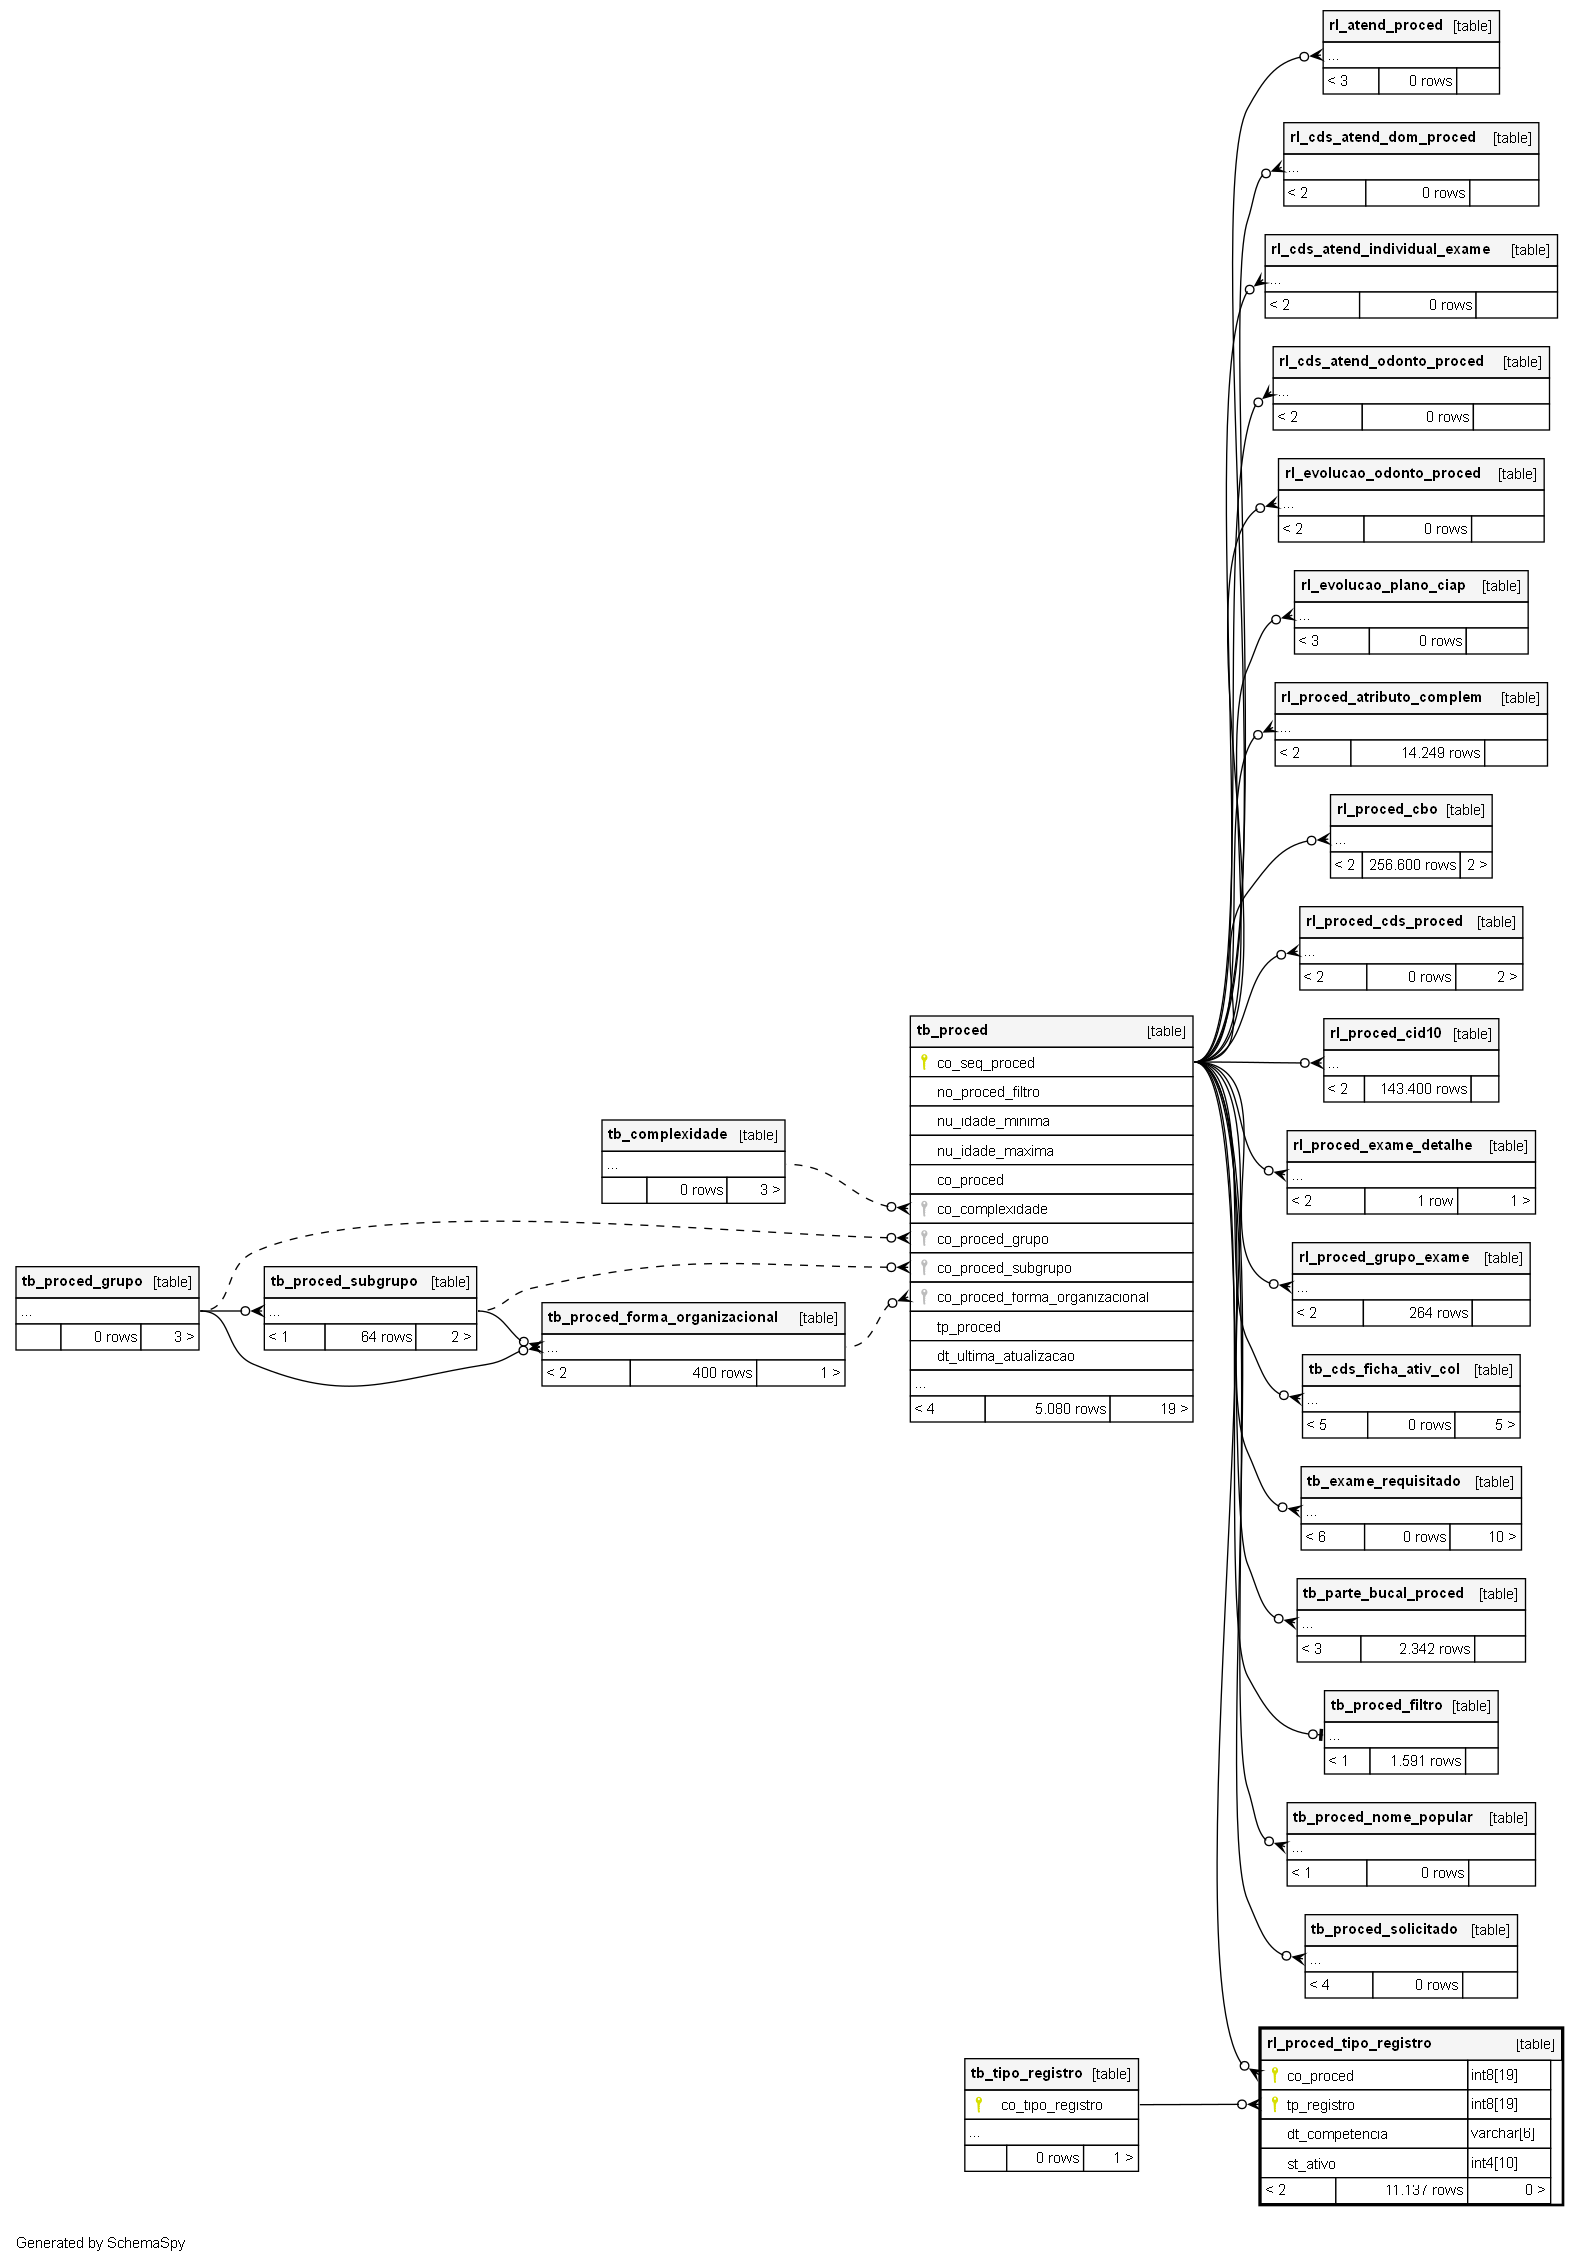 rl_atend_proced [table]
...
< 3 0 rows
rl_cds_atend_dom_proced [table]
...
< 2 0 rows
rl_cds_atend_individual_exame [table]
...
< 2 0 rows
rl_cds_atend_odonto_proced [table]
...
< 2 0 rows
rl_evolucao_odonto_proced [table]
...
< 2 0 rows
rl_evolucao_plano_ciap [table]
...
< 3 0 rows
rl_proced_atributo_complem [table]
...
< 2 14.249 rows
rl_proced_cbo [table]
...
< 2 256.600 rows 2 >
rl_proced_cds_proced [table]
...
< 2 0 rows 2 >
rl_proced_cid10 [table]
...
< 2 143.400 rows
tb_proced [table]
co_seq_proced
no_proced_filtro
nu_idade_minima
nu_idade_maxima
co_proced
co_complexidade
co_proced_grupo
co_proced_subgrupo
co_proced_forma_organizacional
tp_proced
dt_ultima_atualizacao
...
< 4 5.080 rows 19 >
tb_complexidade [table]
...
0 rows 3 >
tb_proced_grupo [table]
...
0 rows 3 >
tb_proced_subgrupo [table]
...
< 1 64 rows 2 >
tb_proced_forma_organizacional [table]
...
< 2 400 rows 1 >
rl_proced_exame_detalhe [table]
...
< 2 1 row 1 >
rl_proced_grupo_exame [table]
...
< 2 264 rows
tb_cds_ficha_ativ_col [table]
...
< 5 0 rows 5 >
tb_exame_requisitado [table]
...
< 6 0 rows 10 >
tb_parte_bucal_proced [table]
...
< 3 2.342 rows
tb_proced_filtro [table]
...
< 1 1.591 rows
tb_proced_nome_popular [table]
...
< 1 0 rows
tb_proced_solicitado [table]
...
< 4 0 rows
tb_tipo_registro [table]
co_tipo_registro
...
0 rows 1 >
rl_proced_tipo_registro [table]
co_proced int8[19]
tp_registro int8[19]
dt_competencia varchar[6]
st_ativo int4[10]
< 2 11.137 rows 0 >
Generated by SchemaSpy